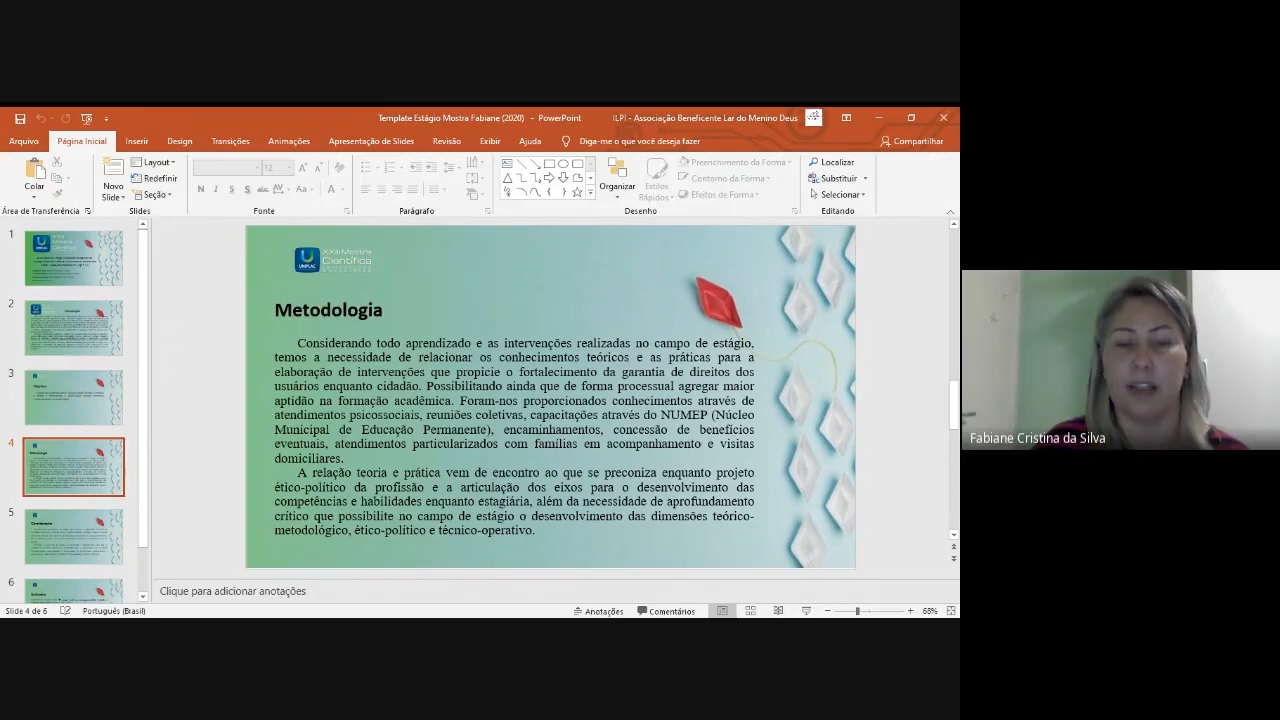 Template Estágio Mostra Fabiane (2020) - PowerPoint
ILPI - Associação Beneficente Lar do Menino Deus
Arquivo Página Inicial Inserir Design Transições Animações Apresentação de Slides Revisão Exibir Ajuda Diga-me o que você deseja fazer Compartilhar
Colar
Novo Slide
Layout
Redefinir
Seção
12
N I S S
Aa
A
Organizar
Estilos Rápidos
Preenchimento da Forma
Contorno da Forma
Efeitos de Forma
Localizar
Substituir
Selecionar
Área de Transferência Slides Fonte Parágrafo Desenho Editando
1
2
3
4
5
6
UNIPLAC
XXIII Mostra
Científica
Metodologia
Considerando todo aprendizado e as intervenções realizadas no campo de estágio,
temos a necessidade de relacionar os conhecimentos teóricos e as práticas para a
elaboração de intervenções que propicie o fortalecimento da garantia de direitos dos
usuários enquanto cidadão. Possibilitando ainda que de forma processual agregar maior
aptidão na formação acadêmica. Foram-nos proporcionados conhecimentos através de
atendimentos psicossociais, reuniões coletivas, capacitações através do NUMEP (Núcleo
Municipal de Educação Permanente), encaminhamentos, concessão de benefícios
eventuais, atendimentos particularizados com famílias em acompanhamento e visitas
domiciliares.
A relação teoria e prática vem de encontro ao que se preconiza enquanto projeto
ético-político da profissão e a articulação dos eixos para o desenvolvimento das
competências e habilidades enquanto estagiária, além da necessidade de aprofundamento
crítico que possibilite no campo de estágio o desenvolvimento das dimensões teórico-
metodológico, ético-político e técnico-operativo.
Fabiane Cristina da Silva
Clique para adicionar anotações
Slide 4 de 6 Português (Brasil) Anotações Comentários 68%